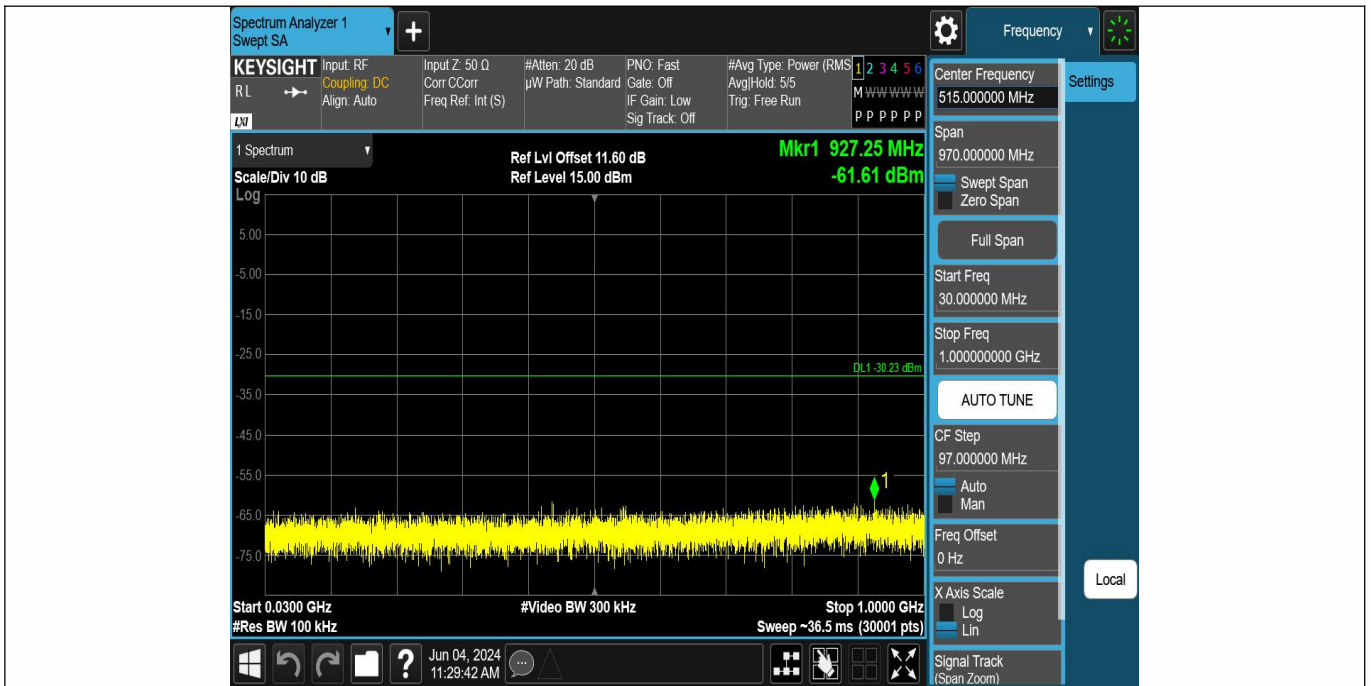 Spectrum Analyzer 1
Swept SA
+
Frequency
KEYSIGHT
RL
LXI
Input: RF
Coupling: DC
Align: Auto
Input Z: 50 Ω
Corr CCorr
Freq Ref: Int (S)
#Atten: 20 dB
µW Path: Standard
PNO: Fast
Gate: Off
IF Gain: Low
Sig Track: Off
#Avg Type: Power (RMS
Avg|Hold: 5/5
Trig: Free Run
1 2 3 4 5 6
M W W W W W
P P P P P P
1 Spectrum
Scale/Div 10 dB
Ref Lvl Offset 11.60 dB
Ref Level 15.00 dBm
Mkr1 927.25 MHz
-61.61 dBm
Log
5.00
-5.00
-15.0
-25.0
DL1 -30.23 dBm
-35.0
-45.0
-55.0
1
-65.0
-75.0
Start 0.0300 GHz
#Res BW 100 kHz
#Video BW 300 kHz
Stop 1.0000 GHz
Sweep ~36.5 ms (30001 pts)
Center Frequency
515.000000 MHz
Settings
Span
970.000000 MHz
Swept Span
Zero Span
Full Span
Start Freq
30.000000 MHz
Stop Freq
1.000000000 GHz
AUTO TUNE
CF Step
97.000000 MHz
Auto
Man
Freq Offset
0 Hz
Local
X Axis Scale
Log
Lin
Signal Track
(Span Zoom)
?
Jun 04, 2024
11:29:42 AM